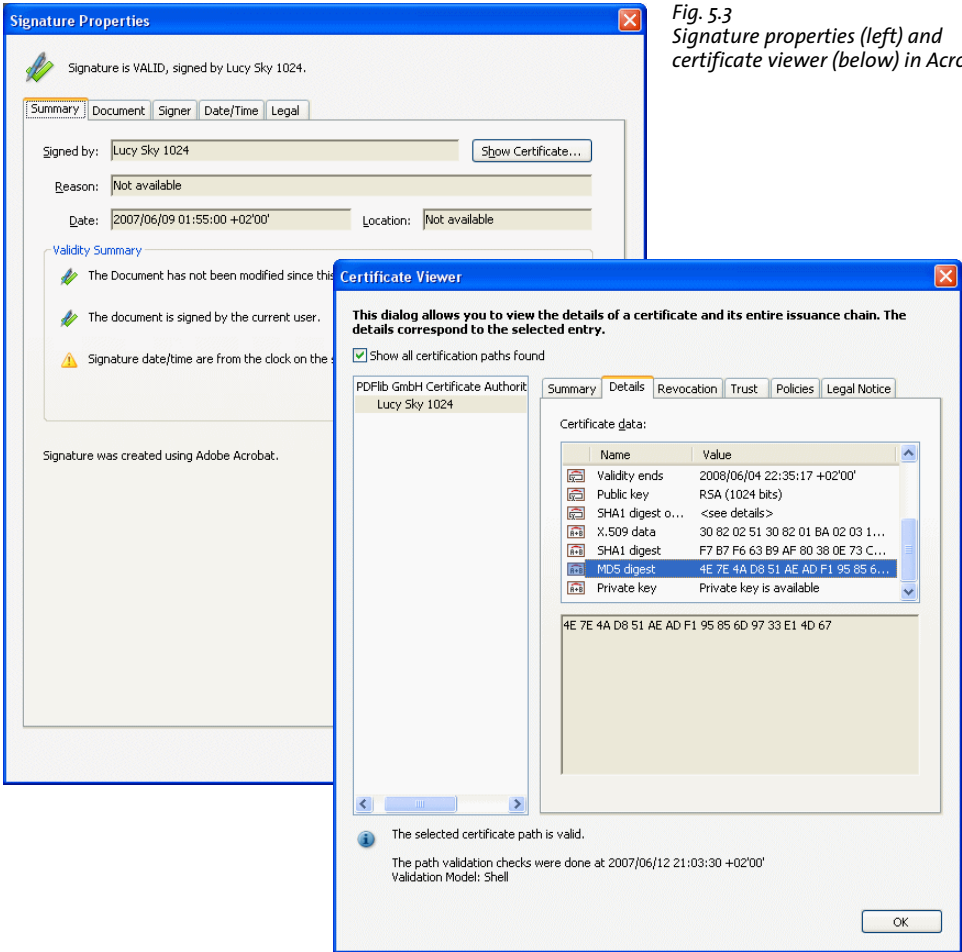 Fig. 5.3
Signature properties (left) and
certificate viewer (below) in
Signature Properties
Signature is VALID, signed by Lucy Sky 1024.
Summary Document Signer Date/Time Legal
Signed by: Lucy Sky 1024 Show Certificate...
Reason: Not available
Date: 2007/06/09 01:55:00 +02'00' Location: Not available
Validity Summary
The Document has not been modified since this
The document is signed by the current user.
Signature date/time are from the clock on the
Signature was created using Adobe Acrobat.
Certificate Viewer
This dialog allows you to view the details of a certificate and its entire issuance chain. The
details correspond to the selected entry.
Show all certification paths found
PDFlib GmbH Certificate Authorit
Lucy Sky 1024
Summary Details Revocation Trust Policies Legal Notice
Certificate data:
Name Value
Validity ends 2008/06/04 22:35:17 +02'00'
Public key RSA (1024 bits)
SHA1 digest o... <see details>
X.509 data 30 82 02 51 30 82 01 BA 02 03 1...
SHA1 digest F7 B7 F6 63 B9 AF 80 38 0E 73 C...
MD5 digest 4E 7E 4A D8 51 AE AD F1 95 85 6...
Private key Private key is available
4E 7E 4A D8 51 AE AD F1 95 85 6D 97 33 E1 4D 67
The selected certificate path is valid.
The path validation checks were done at 2007/06/12 21:03:30 +02'00'
Validation Model: Shell
OK